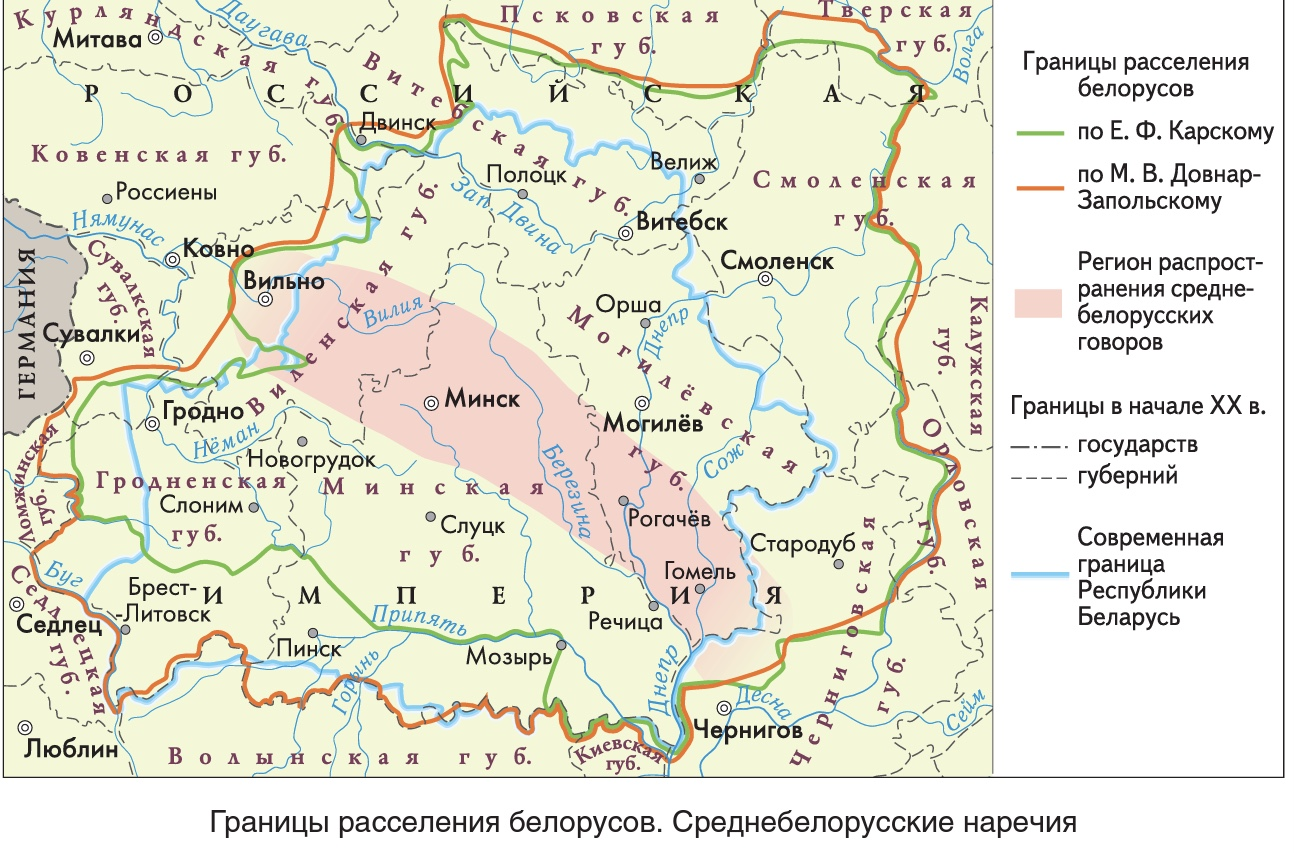 Курляндская губ.
Псковская
губ.
Тверская
губ.
Митава
Даугава
Витебская губ.
Волга
РОССИЙСКАЯ
Двинск
Ковенская губ.
Велиж
Россиены
Полоцк
Смоленская
губ.
Зап. Двина
Нямунас
Витебск
Ковно
Сувалкская
губ.
Вильно
Виленская губ.
Смоленск
ГЕРМАНИЯ
Вилия
Орша
Днепр
Могилёвская
губ.
Калужская
губ.
Сувалки
Минск
Гродно
Могилёв
Нёман
Новогрудок
Березина
Сож
Орловская
губ.
Ломжинская
губ.
Гродненская
губ.
Минская
губ.
Слоним
Слуцк
Рогачёв
Стародуб
Буг
Брест-
-Литовск
ИМПЕРИЯ
Гомель
Седлец
Седлецкая
губ.
Припять
Речица
Пинск
Мозырь
Горынь
Днепр
Десна
Черниговская
губ.
Сейм
Чернигов
Люблин
Волынская губ.
Киевская
губ.
Границы расселения
белорусов
по Е. Ф. Карскому
по М. В. Довнар-
Запольскому
Регион распрост-
ранения средне-
белорусских
говоров
Границы в начале XX в.
государств
губерний
Современная
граница
Республики
Беларусь
Границы расселения белорусов. Среднебелорусские наречия